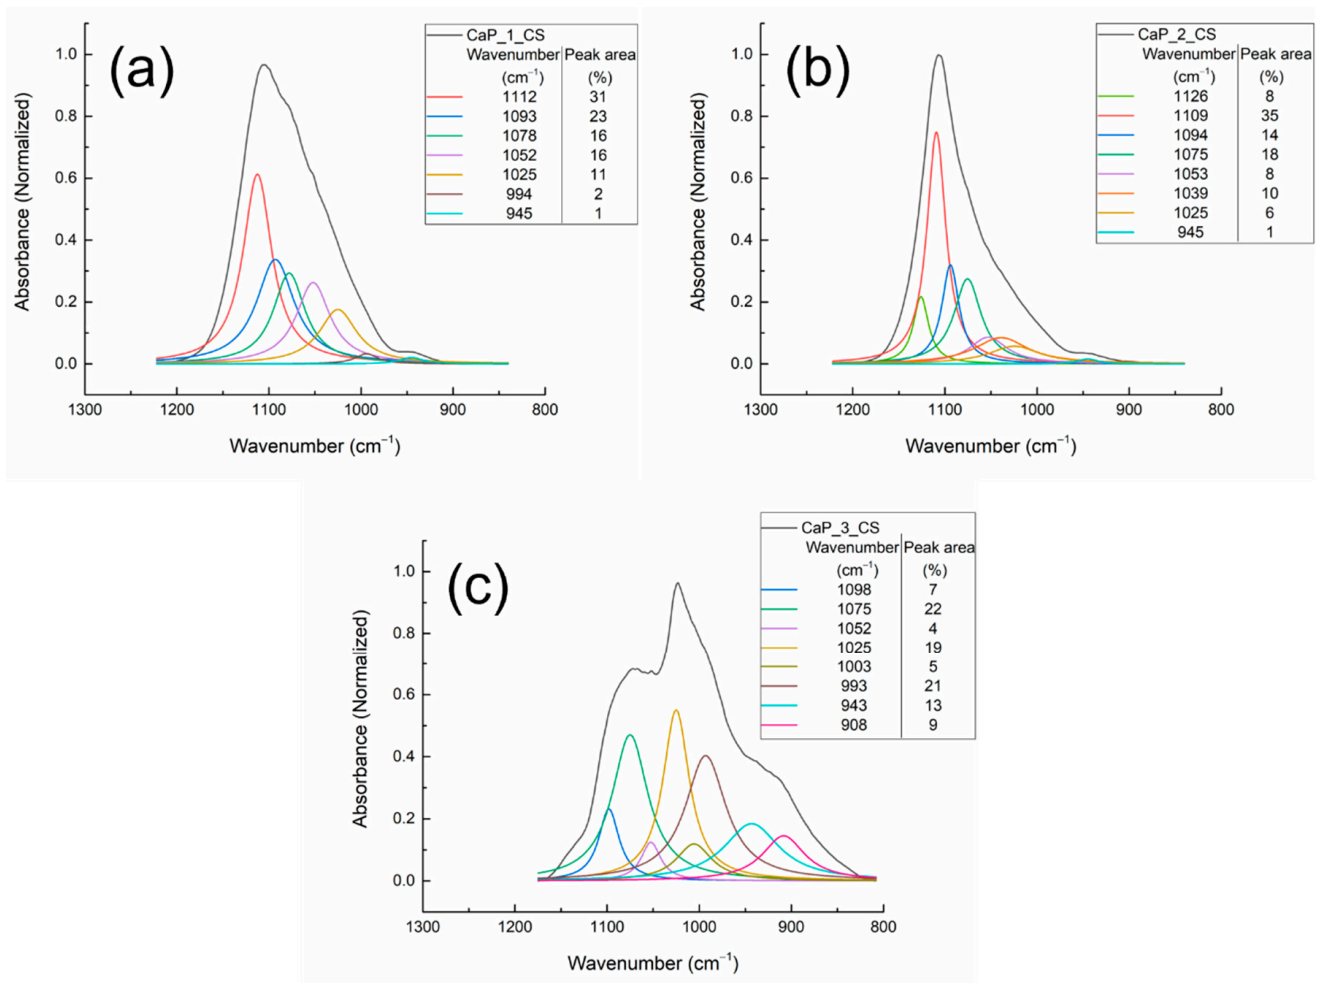 (a)
CaP_1_CS
Wavenumber Peak area
(cm⁻¹) (%)
1112 31
1093 23
1078 16
1052 16
1025 11
994 2
945 1
Absorbance (Normalized)
1.0
0.8
0.6
0.4
0.2
0.0
1300 1200 1100 1000 900 800
Wavenumber (cm⁻¹)
(b)
CaP_2_CS
Wavenumber Peak area
(cm⁻¹) (%)
1126 8
1109 35
1094 14
1075 18
1053 8
1039 10
1025 6
945 1
Absorbance (Normalized)
1.0
0.8
0.6
0.4
0.2
0.0
1300 1200 1100 1000 900 800
Wavenumber (cm⁻¹)
(c)
CaP_3_CS
Wavenumber Peak area
(cm⁻¹) (%)
1098 7
1075 22
1052 4
1025 19
1003 5
993 21
943 13
908 9
Absorbance (Normalized)
1.0
0.8
0.6
0.4
0.2
0.0
1300 1200 1100 1000 900 800
Wavenumber (cm⁻¹)